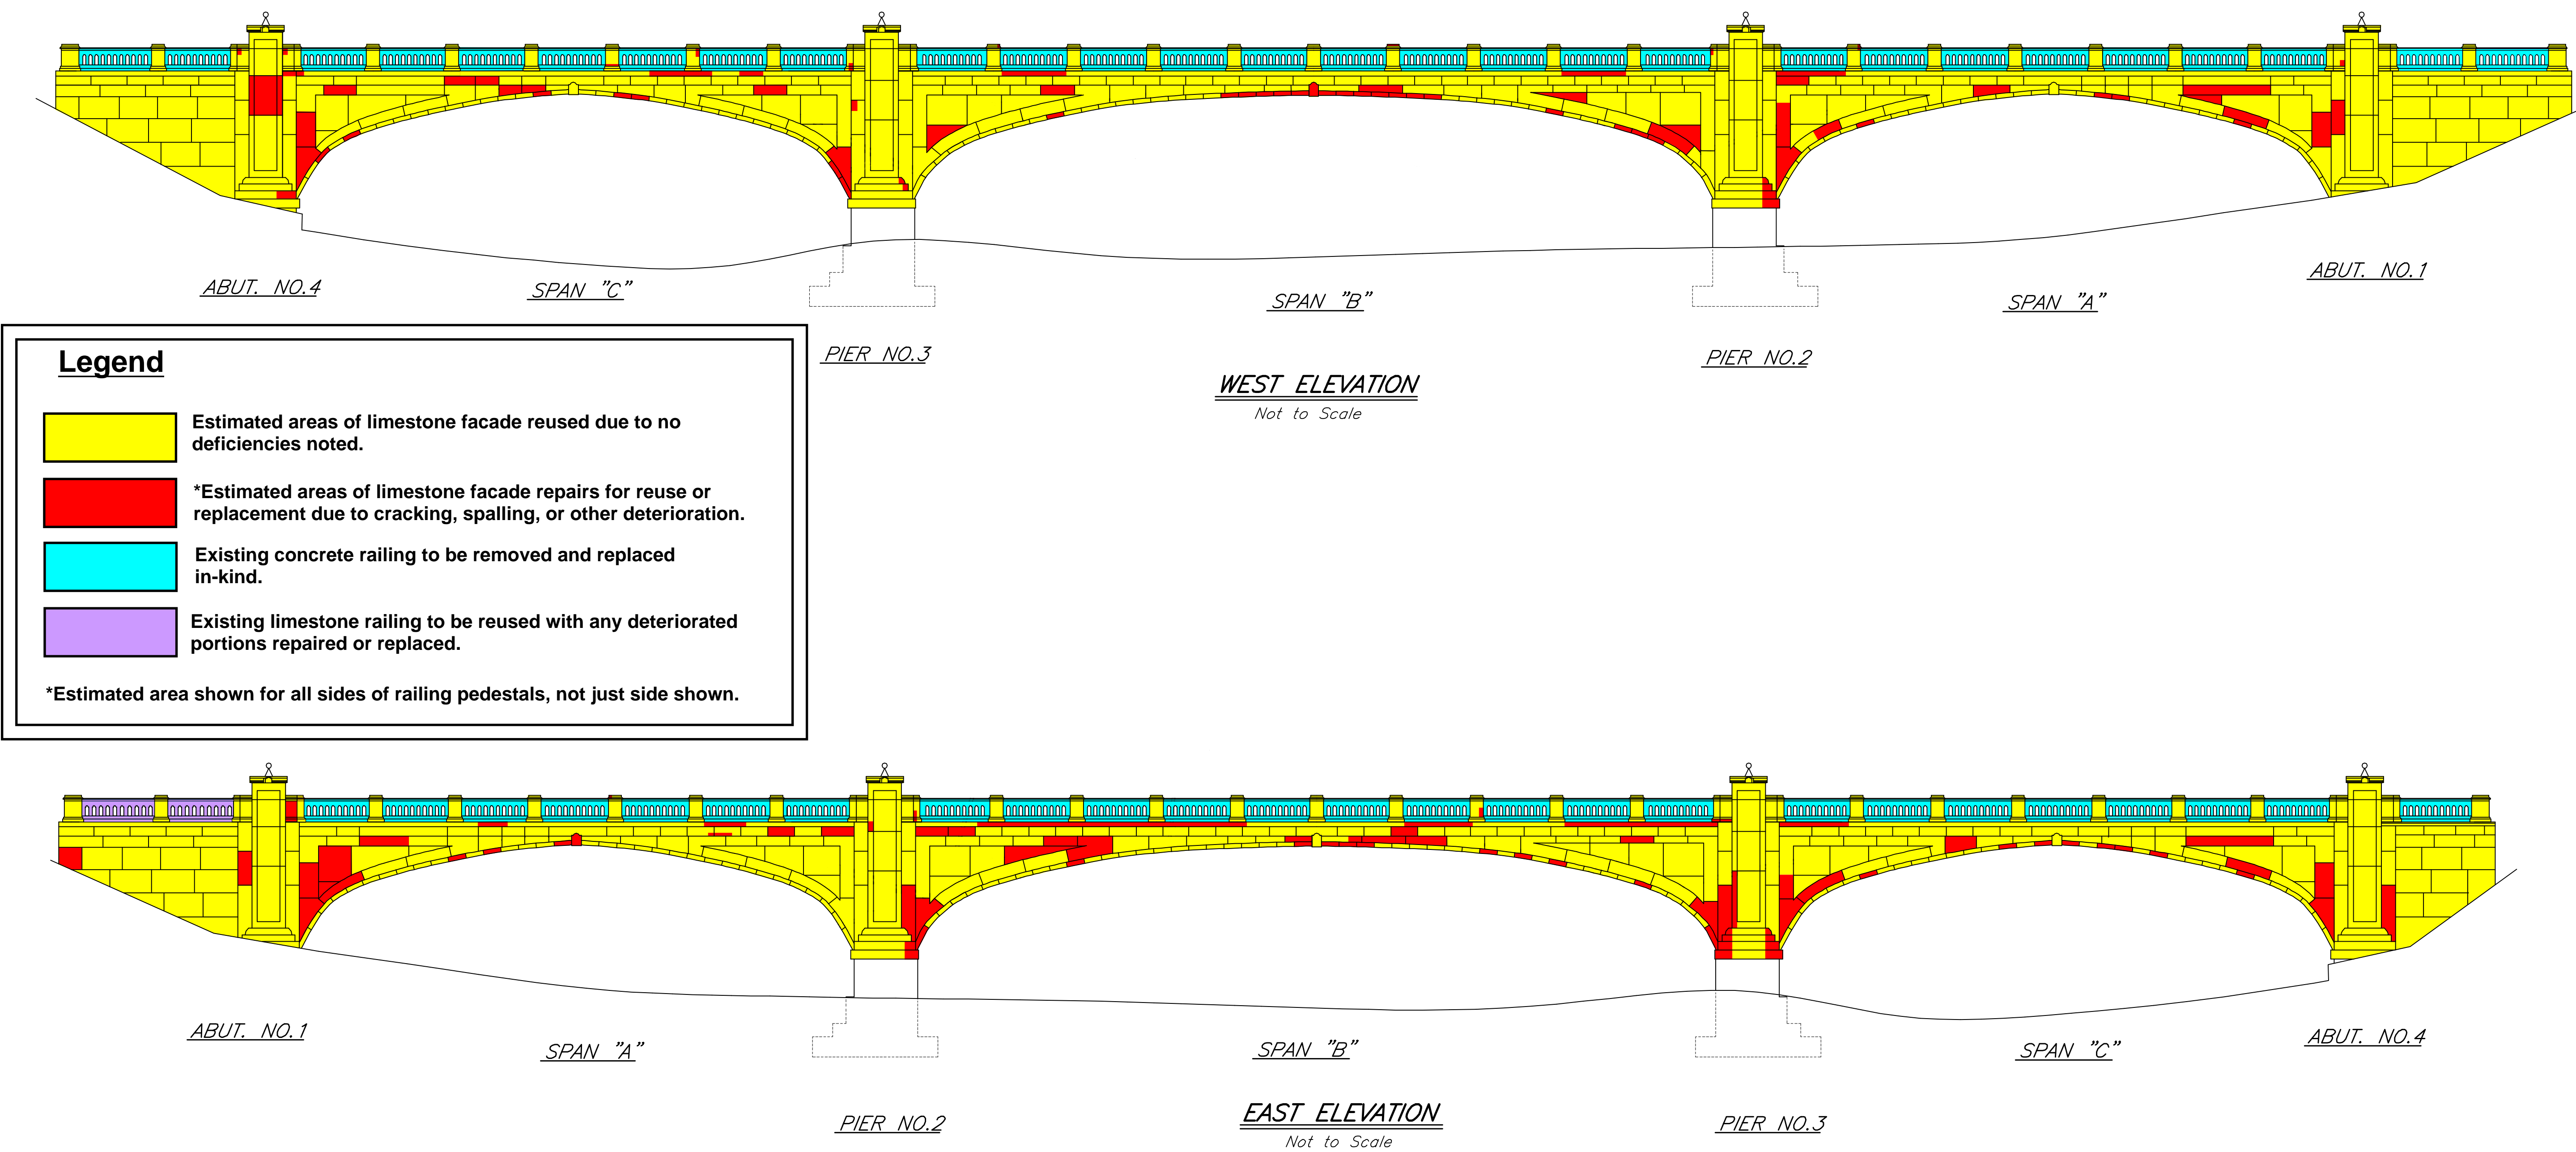 ABUT. NO.4
SPAN "C"
SPAN "B"
SPAN "A"
ABUT. NO.1
PIER NO.3
PIER NO.2
WEST ELEVATION
Not to Scale
Legend
Estimated areas of limestone facade reused due to no
deficiencies noted.
*Estimated areas of limestone facade repairs for reuse or
replacement due to cracking, spalling, or other deterioration.
Existing concrete railing to be removed and replaced
in-kind.
Existing limestone railing to be reused with any deteriorated
portions repaired or replaced.
*Estimated area shown for all sides of railing pedestals, not just side shown.
ABUT. NO.1
SPAN "A"
SPAN "B"
SPAN "C"
ABUT. NO.4
PIER NO.2
PIER NO.3
EAST ELEVATION
Not to Scale